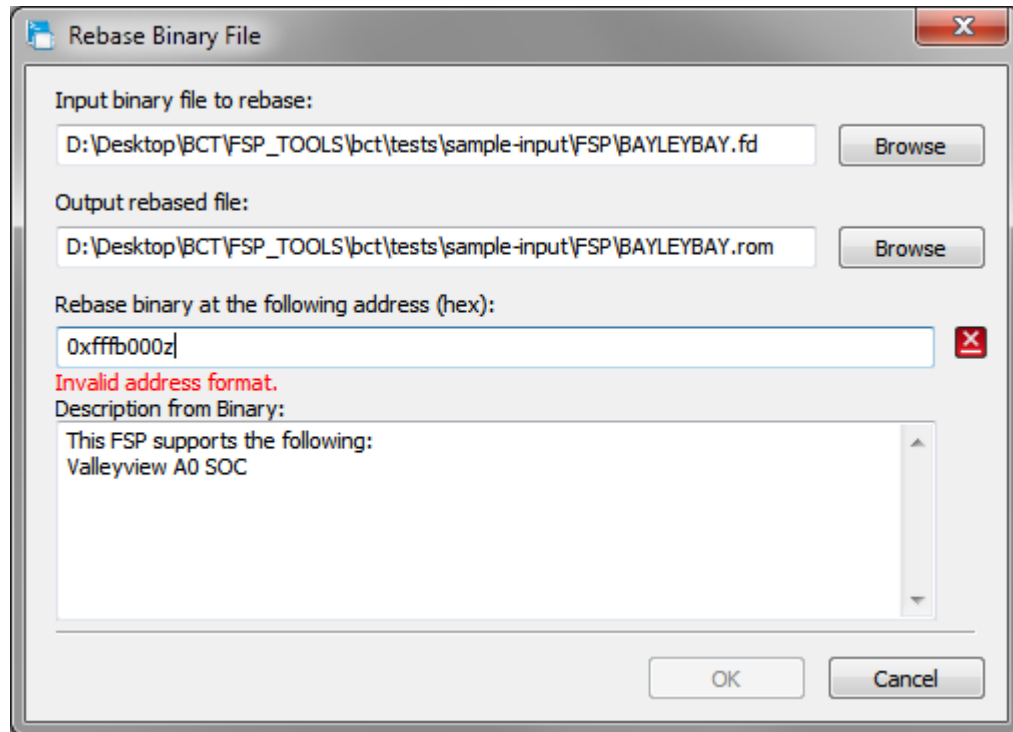 Rebase Binary File
Input binary file to rebase:
D:\Desktop\BCT\FSP_TOOLS\bct\tests\sample-input\FSP\BAYLEYBAY.fd
Browse
Output rebased file:
D:\Desktop\BCT\FSP_TOOLS\bct\tests\sample-input\FSP\BAYLEYBAY.rom
Browse
Rebase binary at the following address (hex):
0xfffb000z
Invalid address format.
Description from Binary:
This FSP supports the following:
Valleyview A0 SOC
OK
Cancel